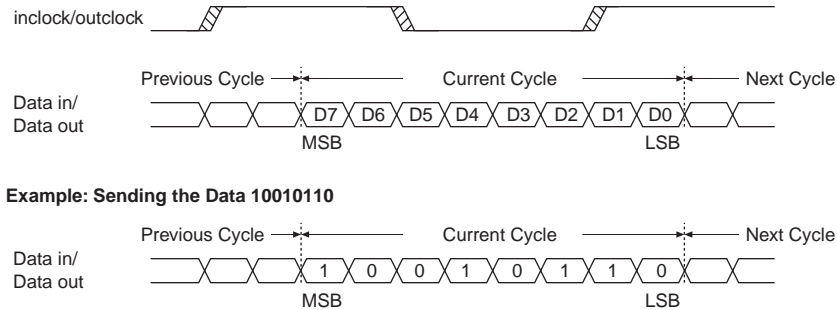 inclock/outclock
Previous Cycle Current Cycle Next Cycle
Data in/
Data out
D7 D6 D5 D4 D3 D2 D1 D0
MSB LSB
Example: Sending the Data 10010110
Previous Cycle Current Cycle Next Cycle
Data in/
Data out
1 0 0 1 0 1 1 0
MSB LSB